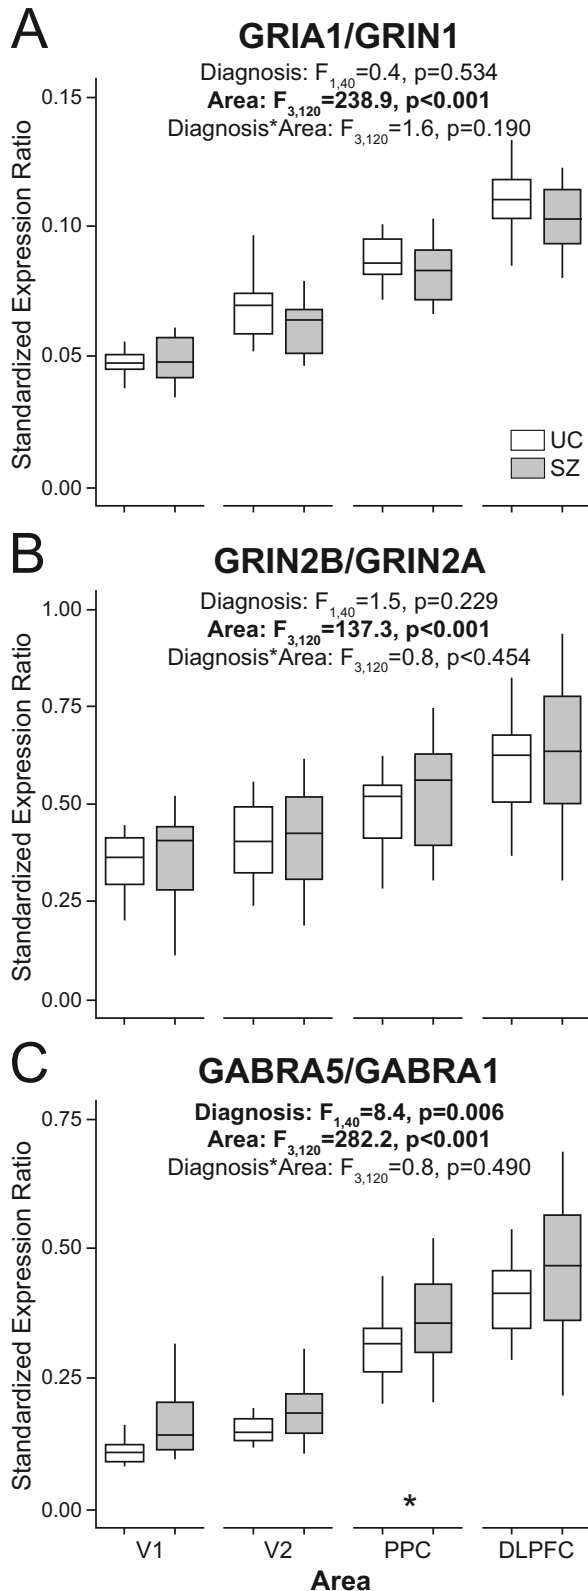 A
GRIA1/GRIN1
Diagnosis: F1,40=0.4, p=0.534
Area: F3,120=238.9, p<0.001
Diagnosis*Area: F3,120=1.6, p=0.190
Standardized Expression Ratio
0.15
0.10
0.05
0.00
UC
SZ
B
GRIN2B/GRIN2A
Diagnosis: F1,40=1.5, p=0.229
Area: F3,120=137.3, p<0.001
Diagnosis*Area: F3,120=0.8, p<0.454
Standardized Expression Ratio
1.00
0.75
0.50
0.25
0.00
C
GABRA5/GABRA1
Diagnosis: F1,40=8.4, p=0.006
Area: F3,120=282.2, p<0.001
Diagnosis*Area: F3,120=0.8, p=0.490
Standardized Expression Ratio
0.75
0.50
0.25
0.00
*
V1 V2 PPC DLPFC
Area